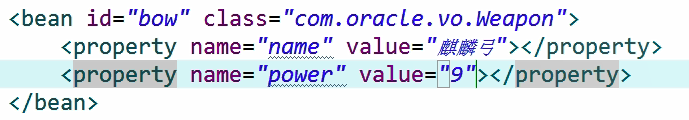 <bean id="bow" class="com.oracle.vo.Weapon">
<property name="name" value="麒麟弓"></property>
<property name="power" value="9"></property>
</bean>